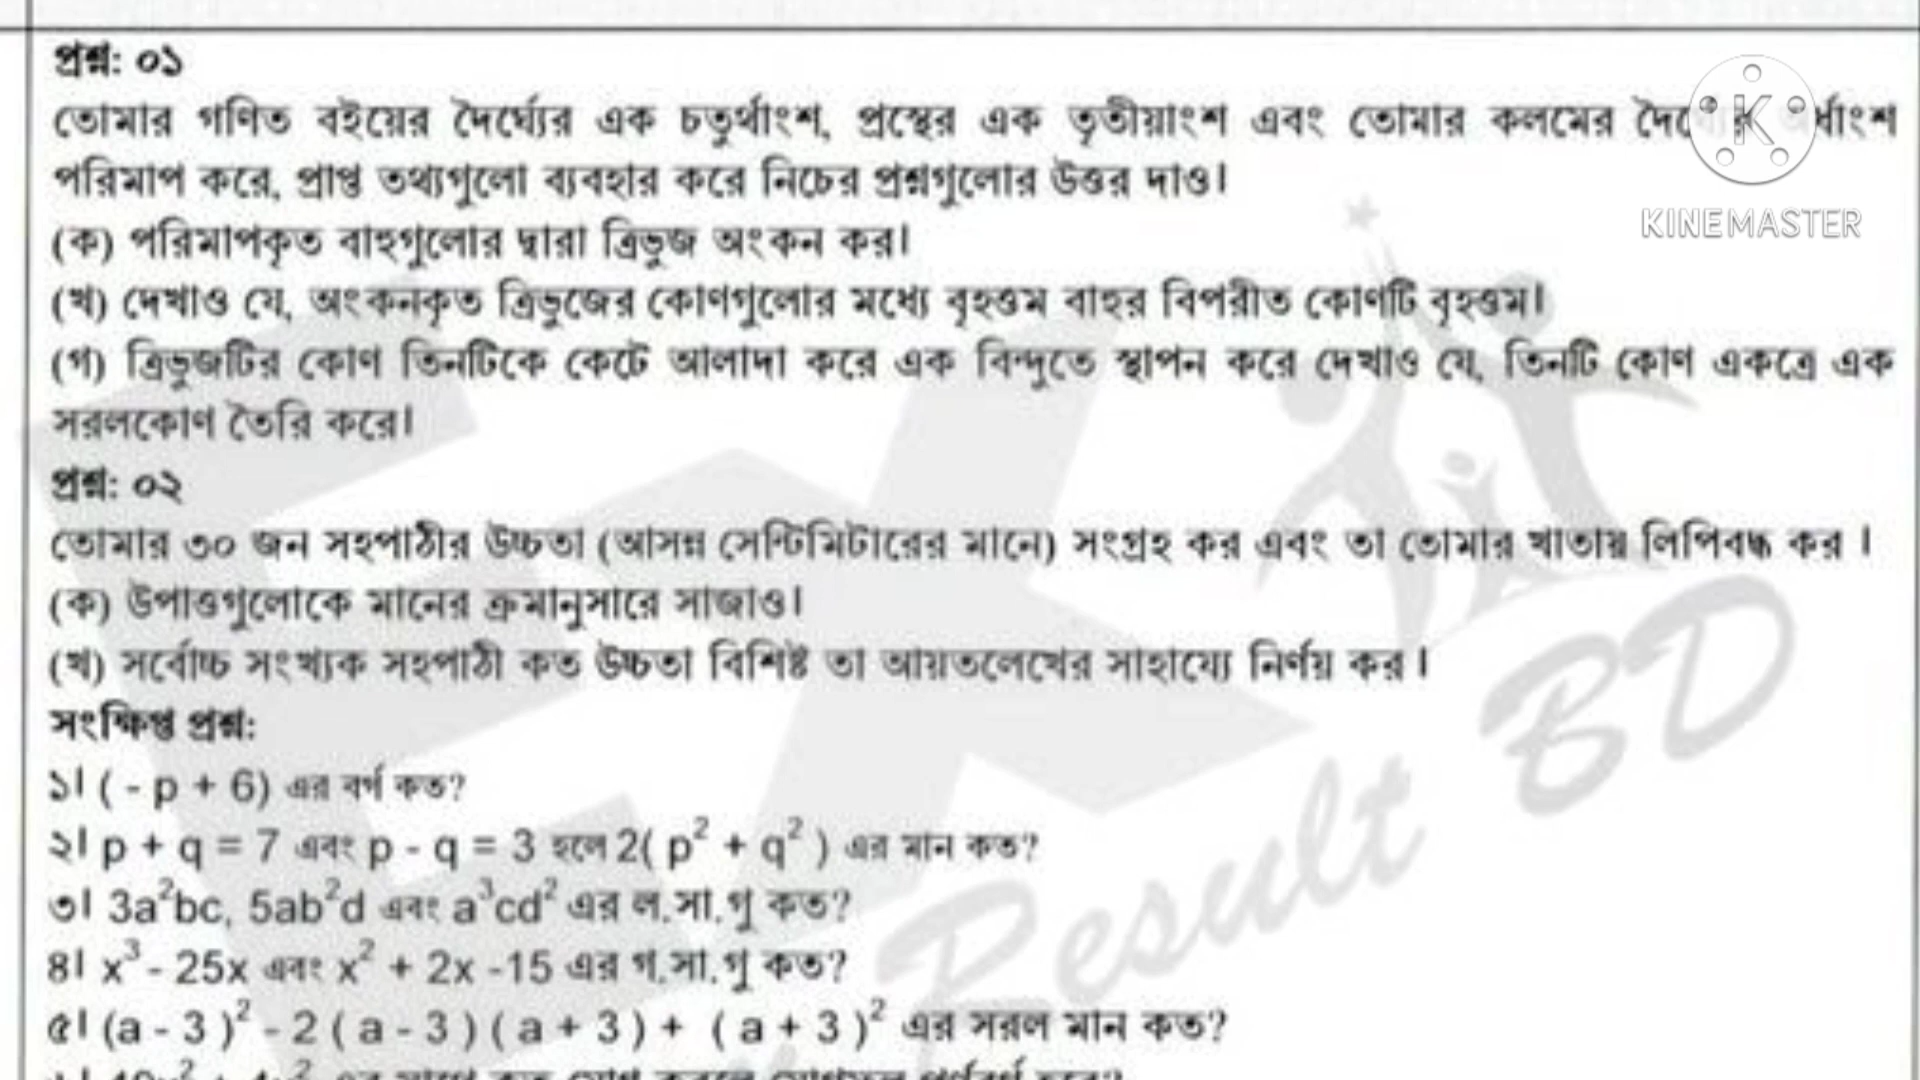 প্রশ্ন: ০১
তোমার গণিত বইয়ের দৈর্ঘ্যের এক চতুর্থাংশ, প্রস্থের এক তৃতীয়াংশ এবং তোমার কলমের
পরিমাপ করে, প্রাপ্ত তথ্যগুলো ব্যবহার করে নিচের প্রশ্নগুলোর উত্তর দাও।
(ক) পরিমাপকৃত বাহুগুলোর দ্বারা ত্রিভুজ অংকন কর।
KINEMASTER
(খ) দেখাও যে, অংকনকৃত ত্রিভুজের কোণগুলোর মধ্যে বৃহত্তম বাহুর বিপরীত কোণটি বৃহত্তম।
(গ) ত্রিভুজটির কোণ তিনটিকে কেটে আলাদা করে এক বিন্দুতে স্থাপন করে দেখাও যে, তিনটি কোণ একত্রে এক
সরলকোণ তৈরি করে।
প্রশ্ন: ০২
তোমার ৩০ জন সহপাঠীর উচ্চতা (আসন্ন সেন্টিমিটারের মানে) সংগ্রহ কর এবং তা তোমার খাতায় লিপিবদ্ধ কর ।
(ক) উপাত্তগুলোকে মানের ক্রমানুসারে সাজাও।
(খ) সর্বোচ্চ সংখ্যক সহপাঠী কত উচ্চতা বিশিষ্ট তা আয়তলেখের সাহায্যে নির্ণয় কর ।
সংক্ষিপ্ত প্রশ্ন:
১। ( - p + 6) এর বর্গ কত?
২। p + q = 7 এবং p - q = 3 হলে 2( p² + q² ) এর মান কত?
৩। 3a²bc, 5ab²d এবং a³cd² এর ল.সা.গু কত?
৪। x³ - 25x এবং x² + 2x -15 এর গ.সা.গু কত?
৫। (a - 3 )² - 2 ( a - 3 ) ( a + 3 ) + ( a + 3 )² এর সরল মান কত?
Result BD